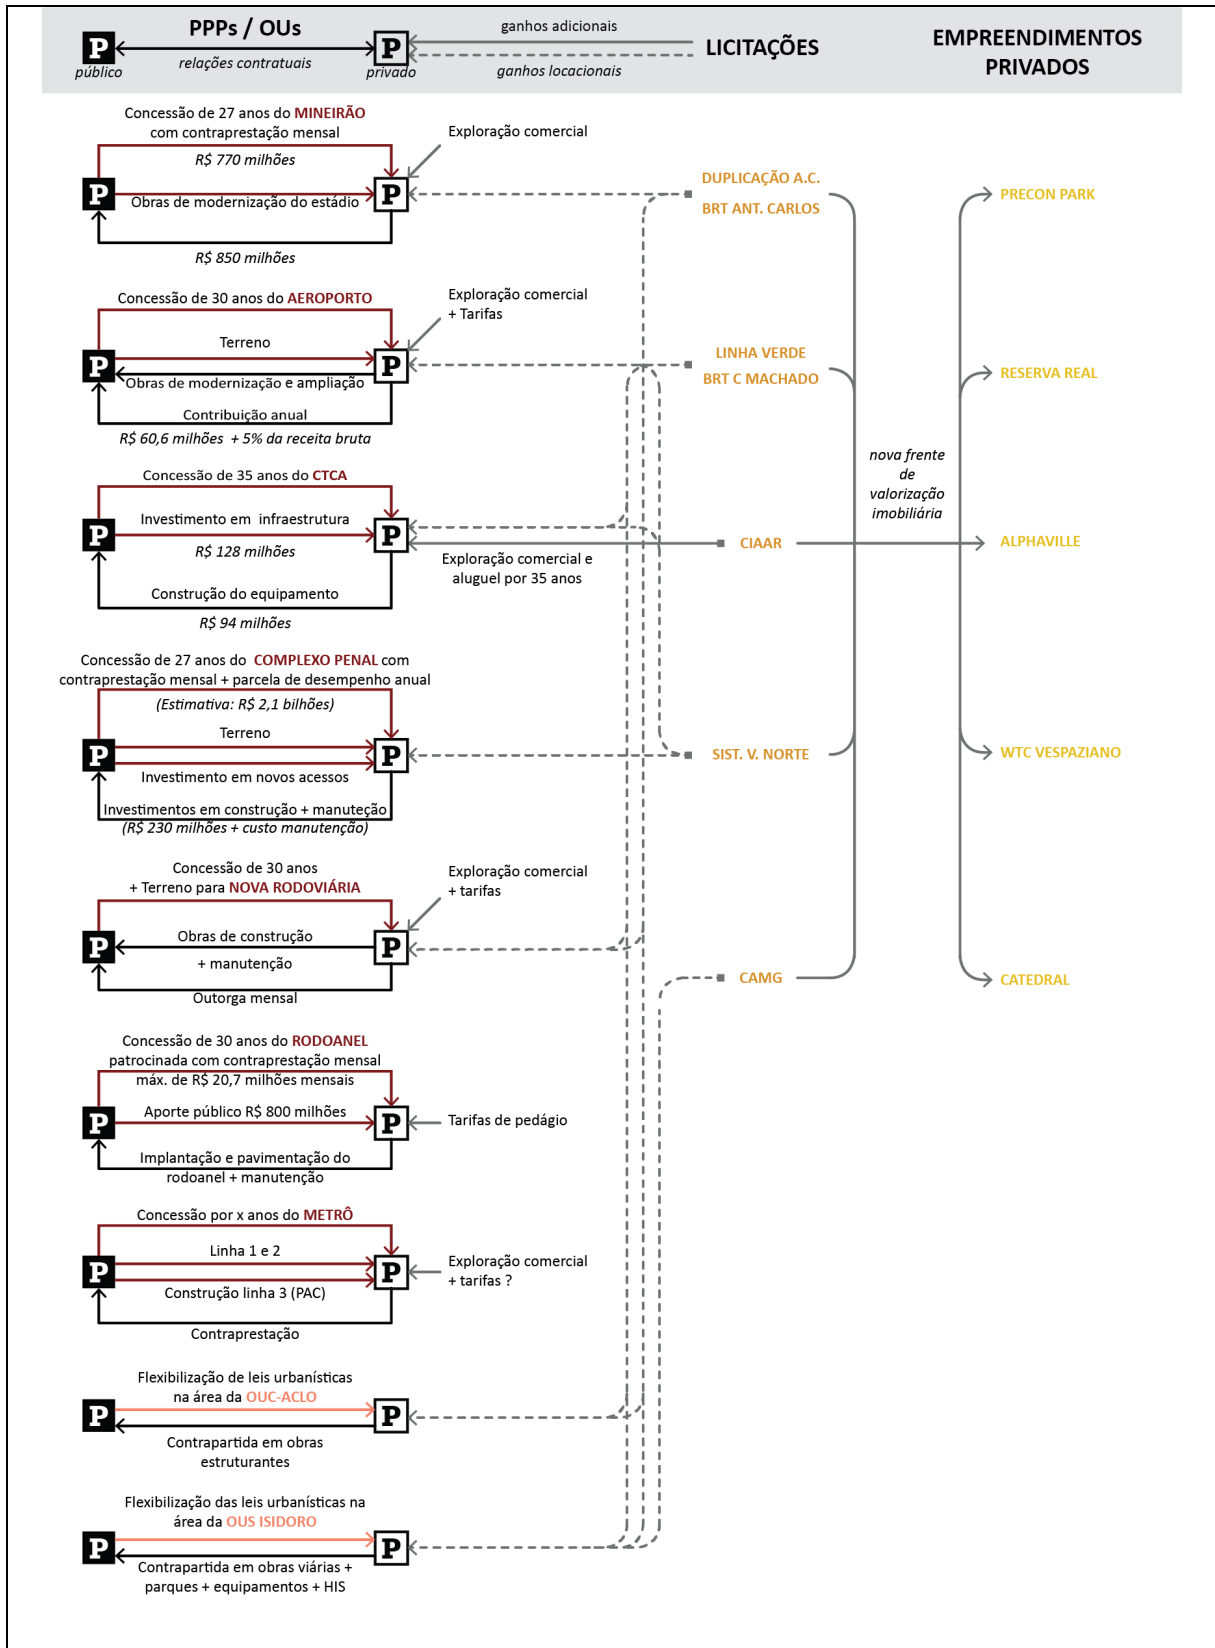 PPPs / OUs
P
P
público
relações contratuais
privado
ganhos adicionais
ganhos locacionais
LICITAÇÕES
EMPREENDIMENTOS
PRIVADOS
Concessão de 27 anos do MINEIRÃO
com contraprestação mensal
R$ 770 milhões
P
P
Obras de modernização do estádio
R$ 850 milhões
Exploração comercial
Concessão de 30 anos do AEROPORTO
Terreno
P
P
Obras de modernização e ampliação
Contribuição anual
R$ 60,6 milhões + 5% da receita bruta
Exploração comercial
+ Tarifas
Concessão de 35 anos do CTCA
Investimento em infraestrutura
P
P
R$ 128 milhões
Construção do equipamento
R$ 94 milhões
Exploração comercial e
aluguel por 35 anos
Concessão de 27 anos do COMPLEXO PENAL com
contraprestação mensal + parcela de desempenho anual
(Estimativa: R$ 2,1 bilhões)
Terreno
P
P
Investimento em novos acessos
Investimentos em construção + manuteção
(R$ 230 milhões + custo manutenção)
Concessão de 30 anos
+ Terreno para NOVA RODOVIÁRIA
Obras de construção
P
P
+ manutenção
Outorga mensal
Exploração comercial
+ tarifas
Concessão de 30 anos do RODOANEL
patrocinada com contraprestação mensal
máx. de R$ 20,7 milhões mensais
Aporte público R$ 800 milhões
P
P
Implantação e pavimentação do
rodoanel + manutenção
Tarifas de pedágio
Concessão por x anos do METRÔ
Linha 1 e 2
P
P
Construção linha 3 (PAC)
Contraprestação
Exploração comercial
+ tarifas ?
Flexibilização de leis urbanísticas
na área da OUC-ACLO
P
P
Contrapartida em obras
estruturantes
Flexibilização das leis urbanísticas na
área da OUS ISIDORO
P
P
Contrapartida em obras viárias +
parques + equipamentos + HIS
DUPLICAÇÃO A.C.
BRT ANT. CARLOS
LINHA VERDE
BRT C MACHADO
CIAAR
SIST. V. NORTE
CAMG
nova frente
de
valorização
imobiliária
PRECON PARK
RESERVA REAL
ALPHAVILLE
WTC VESPAZIANO
CATEDRAL